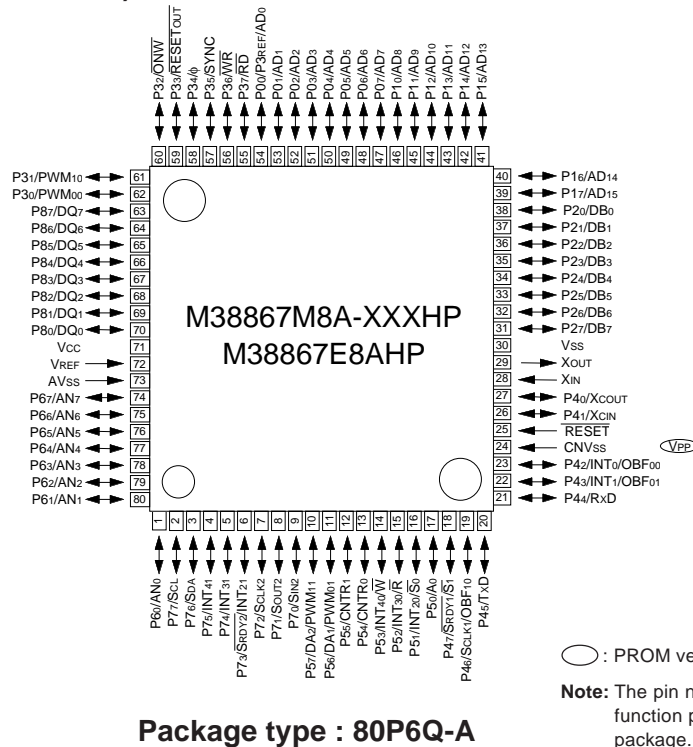 P32/ONW
P33/RESETOUT
P34/ϕ
P35/SYNC
P36/WR
P37/RD
P00/P3REF/AD0
P01/AD1
P02/AD2
P03/AD3
P04/AD4
P05/AD5
P06/AD6
P07/AD7
P10/AD8
P11/AD9
P12/AD10
P13/AD11
P14/AD12
P15/AD13
60 59 58 57 56 55 54 53 52 51 50 49 48 47 46 45 44 43 42 41
P31/PWM10 61
P30/PWM00 62
P87/DQ7 63
P86/DQ6 64
P85/DQ5 65
P84/DQ4 66
P83/DQ3 67
P82/DQ2 68
P81/DQ1 69
P80/DQ0 70
VCC 71
VREF 72
AVSS 73
P67/AN7 74
P66/AN6 75
P65/AN5 76
P64/AN4 77
P63/AN3 78
P62/AN2 79
P61/AN1 80
M38867M8A-XXXHP
M38867E8AHP
40 P16/AD14
39 P17/AD15
38 P20/DB0
37 P21/DB1
36 P22/DB2
35 P23/DB3
34 P24/DB4
33 P25/DB5
32 P26/DB6
31 P27/DB7
30 VSS
29 XOUT
28 XIN
27 P40/XCOUT
26 P41/XCIN
25 RESET
24 CNVSS VPP
23 P42/INT0/OBF00
22 P43/INT1/OBF01
21 P44/RXD
1 2 3 4 5 6 7 8 9 10 11 12 13 14 15 16 17 18 19 20
P60/AN0
P77/SCL
P76/SDA
P75/INT41
P74/INT31
P73/SRDY2/INT21
P72/SCLK2
P71/SOUT2
P70/SIN2
P57/DA2/PWM11
P56/DA1/PWM01
P55/CNTR1
P54/CNTR0
P53/INT40/W
P52/INT30/R
P51/INT20/S0
P50/A0
P47/SRDY1/S1
P46/SCLK1/OBF10
P45/TXD
: PROM ve
Note: The pin n
function p
package.
Package type : 80P6Q-A